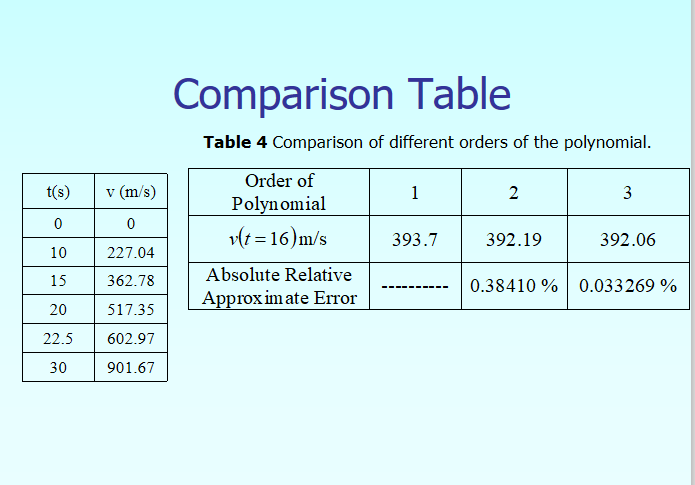 Comparison Table
Table 4 Comparison of different orders of the polynomial.
t(s) v (m/s)
0 0
10 227.04
15 362.78
20 517.35
22.5 602.97
30 901.67
Order of
Polynomial 1 2 3
v(t = 16) m/s 393.7 392.19 392.06
Absolute Relative
Approximate Error ---------- 0.38410 % 0.033269 %